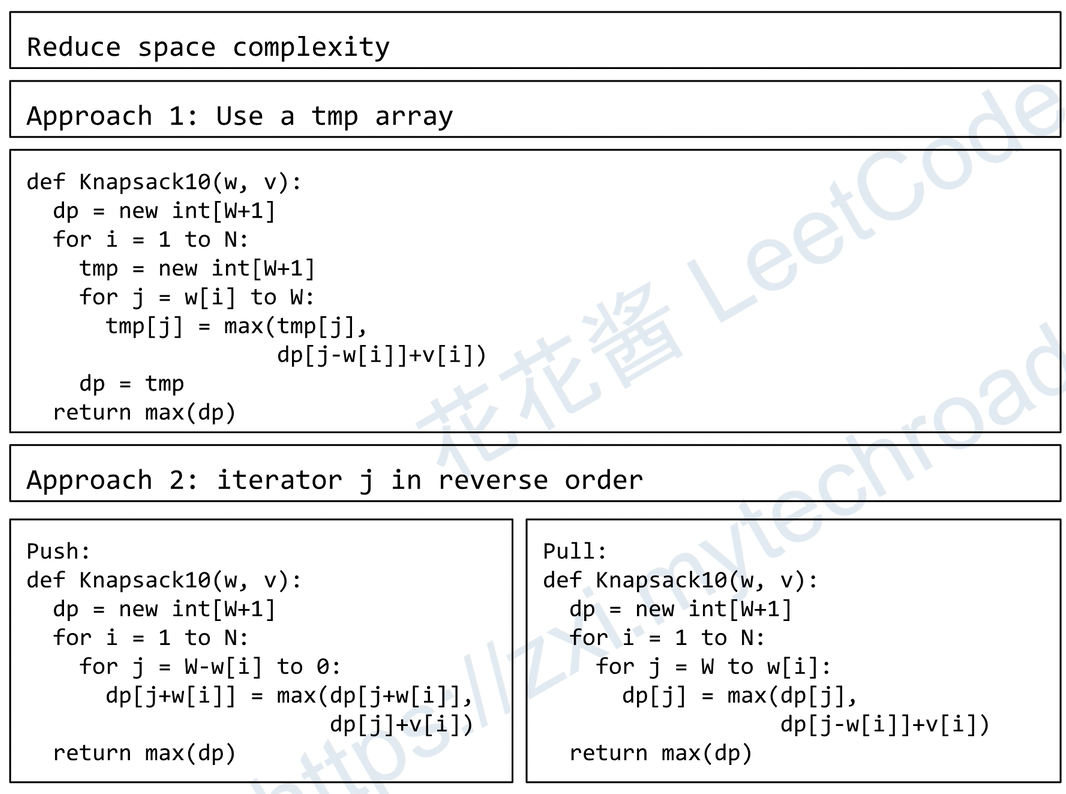 Reduce space complexity
Approach 1: Use a tmp array
def Knapsack10(w, v):
  dp = new int[W+1]
  for i = 1 to N:
    tmp = new int[W+1]
    for j = w[i] to W:
      tmp[j] = max(tmp[j],
                   dp[j-w[i]]+v[i])
    dp = tmp
  return max(dp)
Approach 2: iterator j in reverse order
Push:
def Knapsack10(w, v):
  dp = new int[W+1]
  for i = 1 to N:
    for j = W-w[i] to 0:
      dp[j+w[i]] = max(dp[j+w[i]],
                       dp[j]+v[i])
  return max(dp)
Pull:
def Knapsack10(w, v):
  dp = new int[W+1]
  for i = 1 to N:
    for j = W to w[i]:
      dp[j] = max(dp[j],
                  dp[j-w[i]]+v[i])
  return max(dp)
花花酱 LeetCode
https://zxi.mytechroad